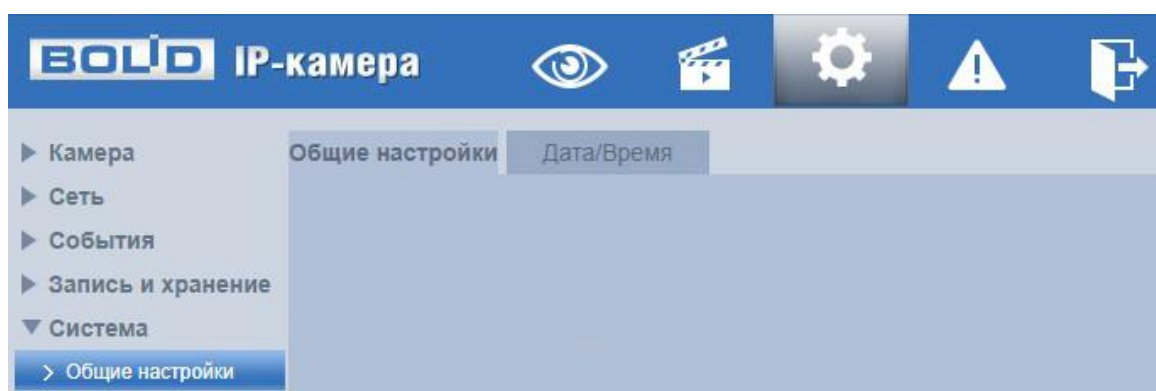 BOLID IP-камера
Камера
Общие настройки
Дата/Время
Сеть
События
Запись и хранение
Система
Общие настройки